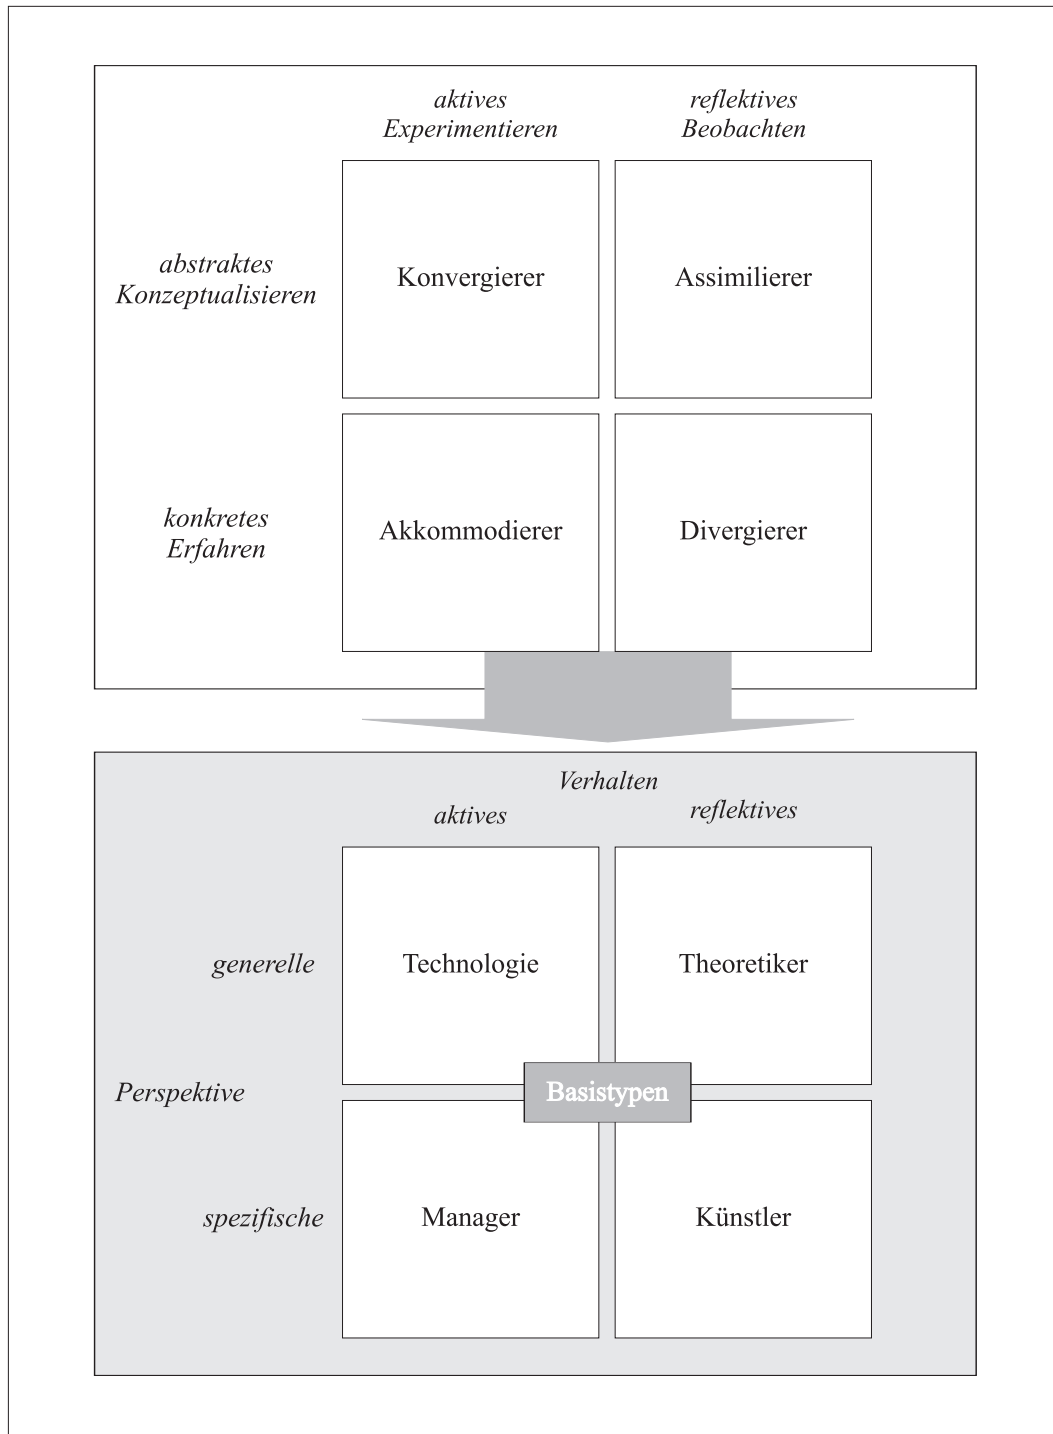 aktives
Experimentieren
reflektives
Beobachten
abstraktes
Konzeptualisieren
Konvergierer
Assimilierer
konkretes
Erfahren
Akkommodierer
Divergierer
Verhalten
aktives
reflektives
generelle
Technologie
Theoretiker
Perspektive
Basistypen
spezifische
Manager
Künstler